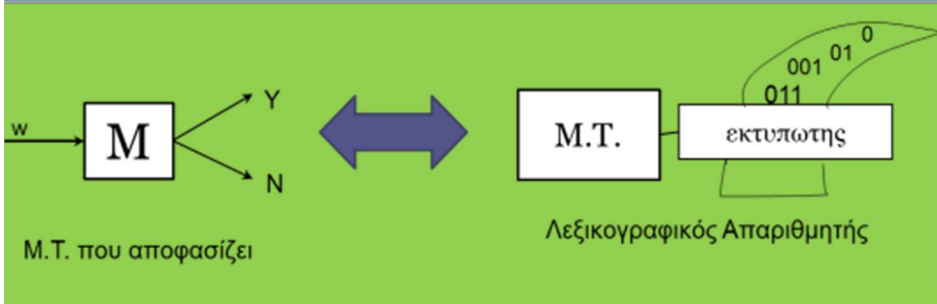 w
M
Y
N
Μ.Τ. που αποφασίζει
Μ.Τ.
εκτυπωτης
0
01
001
011
Λεξικογραφικός Απαριθμητής